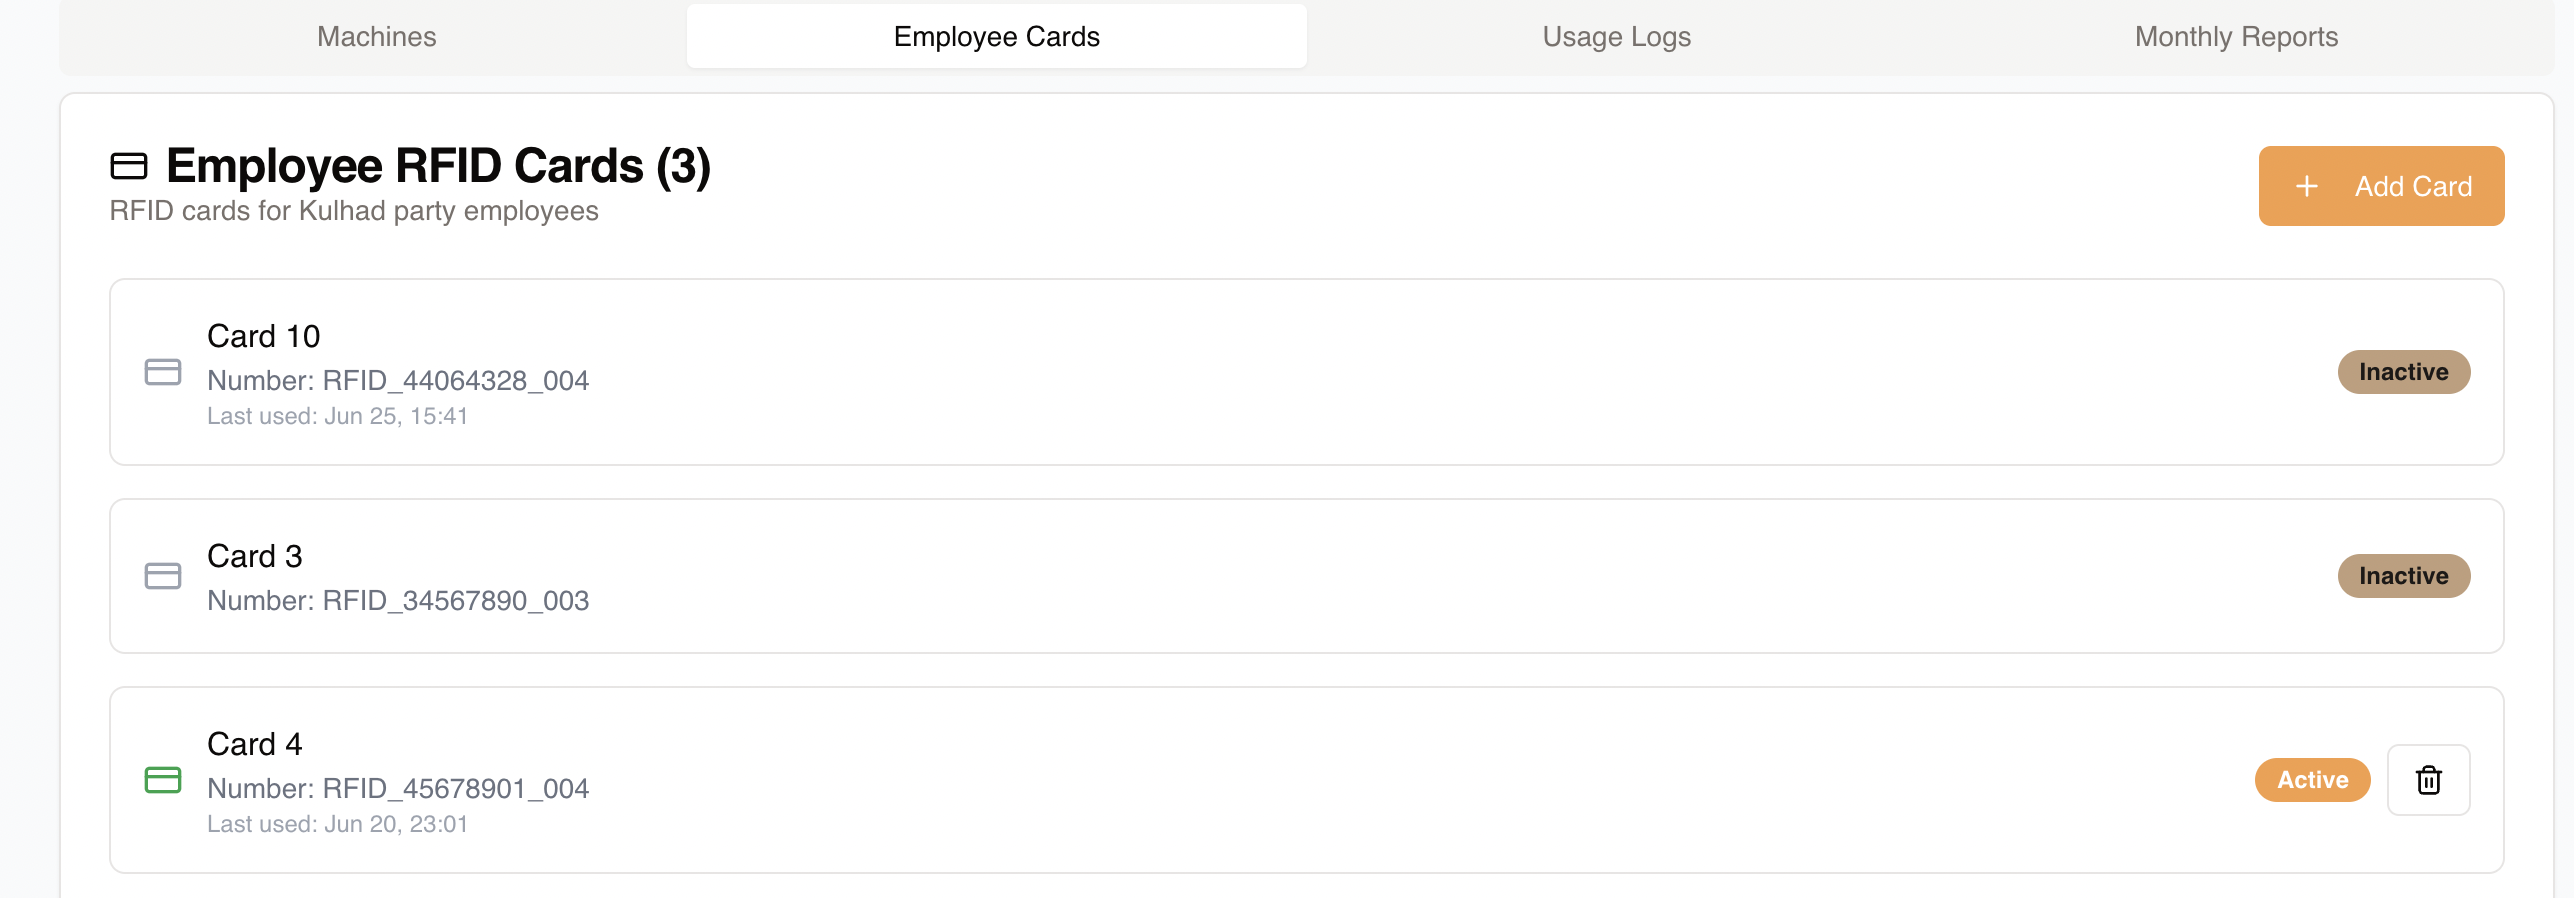 Machines
Employee Cards
Usage Logs
Monthly Reports
Employee RFID Cards (3)
RFID cards for Kulhad party employees
+ Add Card
Card 10
Number: RFID_44064328_004
Last used: Jun 25, 15:41
Inactive
Card 3
Number: RFID_34567890_003
Inactive
Card 4
Number: RFID_45678901_004
Last used: Jun 20, 23:01
Active